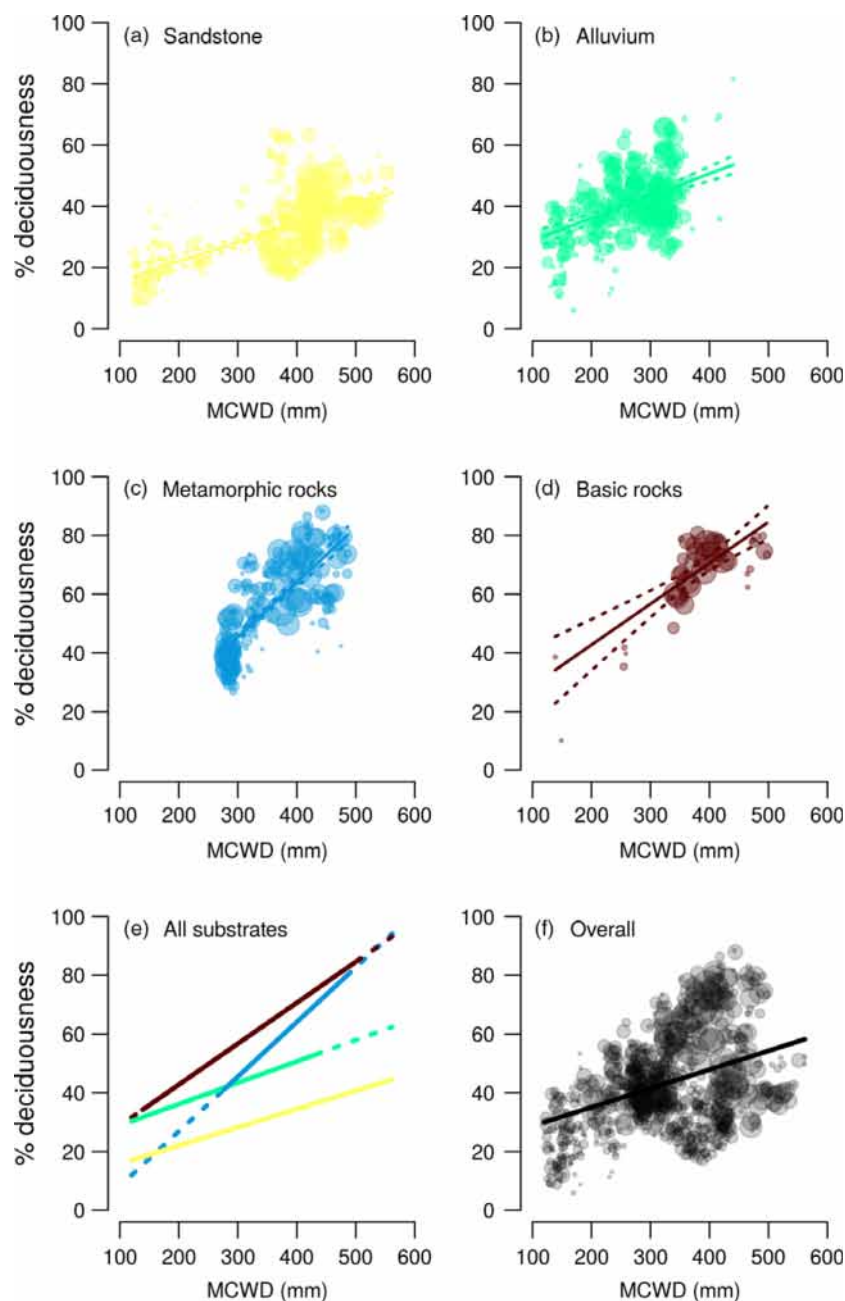 (a) Sandstone
% deciduousness
100
80
60
40
20
0
100 200 300 400 500 600
MCWD (mm)
(b) Alluvium
100
80
60
40
20
0
100 200 300 400 500 600
MCWD (mm)
(c) Metamorphic rocks
% deciduousness
100
80
60
40
20
0
100 200 300 400 500 600
MCWD (mm)
(d) Basic rocks
100
80
60
40
20
0
100 200 300 400 500 600
MCWD (mm)
(e) All substrates
% deciduousness
100
80
60
40
20
0
100 200 300 400 500 600
MCWD (mm)
(f) Overall
100
80
60
40
20
0
100 200 300 400 500 600
MCWD (mm)